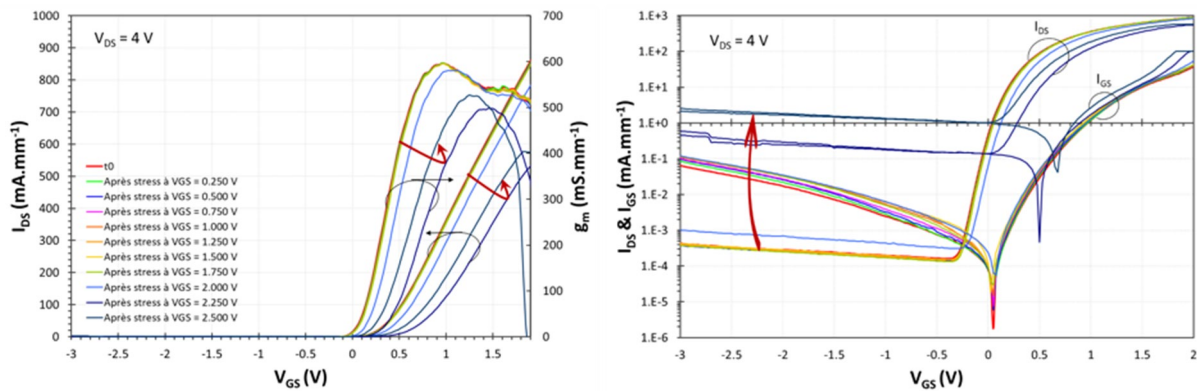 V_DS = 4 V
I_DS (mA.mm⁻¹)
1000
900
800
700
600
500
400
300
200
100
0
t0
Après stress à VGS = 0.250 V
Après stress à VGS = 0.500 V
Après stress à VGS = 0.750 V
Après stress à VGS = 1.000 V
Après stress à VGS = 1.250 V
Après stress à VGS = 1.500 V
Après stress à VGS = 1.750 V
Après stress à VGS = 2.000 V
Après stress à VGS = 2.250 V
Après stress à VGS = 2.500 V
700
600
500
400
300
200
100
0
g_m (mS.mm⁻¹)
-3 -2.5 -2 -1.5 -1 -0.5 0 0.5 1 1.5
V_GS (V)
V_DS = 4 V
I_DS
I_GS
I_DS & I_GS (mA.mm⁻¹)
1.E+3
1.E+2
1.E+1
1.E+0
1.E-1
1.E-2
1.E-3
1.E-4
1.E-5
1.E-6
-3 -2.5 -2 -1.5 -1 -0.5 0 0.5 1 1.5 2
V_GS (V)